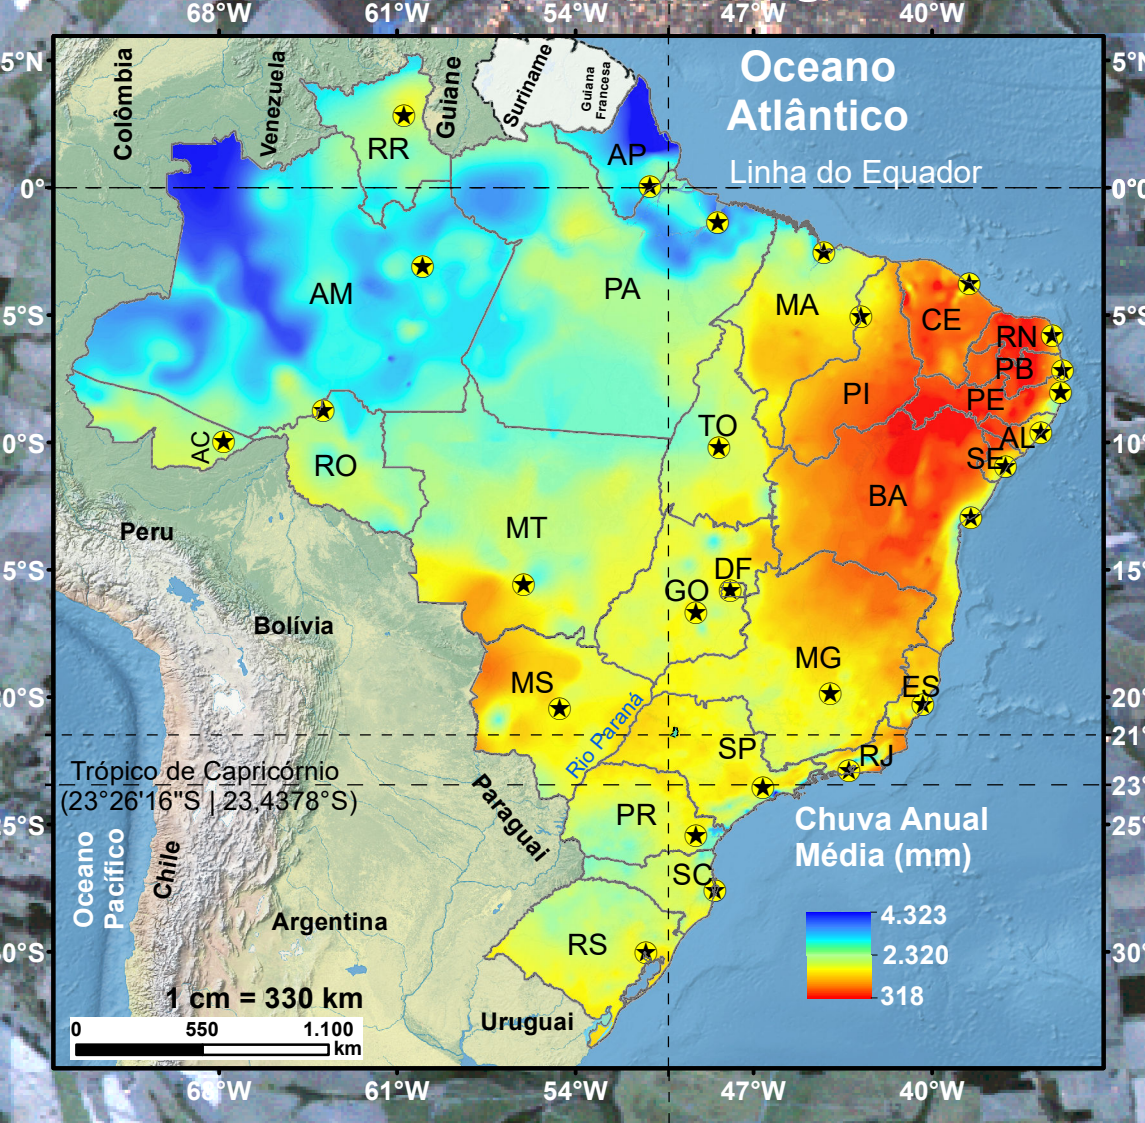 68°W 61°W 54°W 47°W 40°W
5°N
5°N
Colômbia
Venezuela
Guiane
Suriname
Guiana
Francesa
Oceano
Atlântico
Linha do Equador
RR
AP
0°
AM
PA
MA
CE
RN
PB
PE
PI
AL
SE
5°S
5°S
AC
RO
TO
BA
MT
10°S
Peru
DF
GO
15°S
Bolívia
MS
MG
ES
20°S
20°S
21°
Rio Paraná
SP
RJ
Trópico de Capricórnio
(23°26'16"S | 23,4378°S)
23°
Paraguai
PR
25°S
Chuva Anual
Média (mm)
Oceano
Pacífico
Chile
SC
Argentina
RS
4.323
2.320
318
30°S
1 cm = 330 km
0 550 1.100
km
Uruguai
68°W 61°W 54°W 47°W 40°W